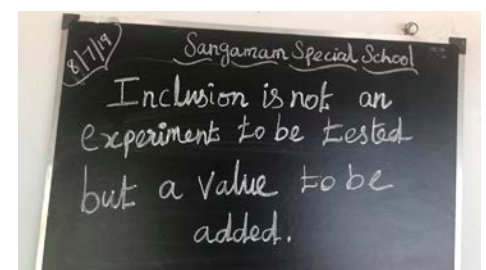 8/7/19
Sangamam Special School
Inclusion is not an
experiment to be tested
but a value to be
added.